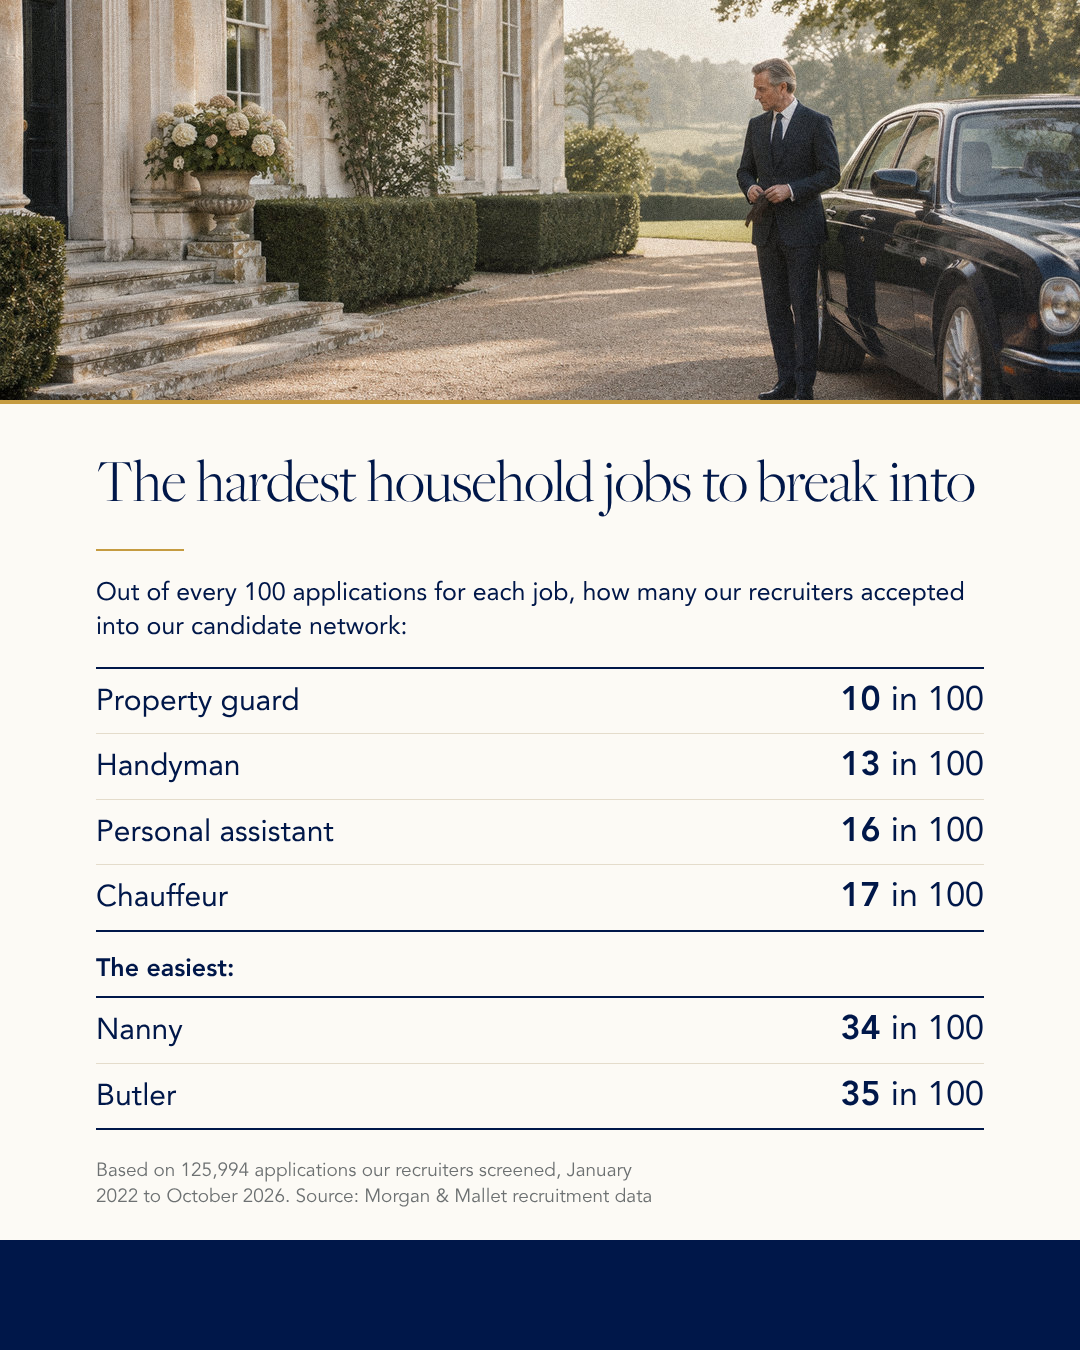 The hardest household jobs to break into
Out of every 100 applications for each job, how many our recruiters accepted
into our candidate network:
Property guard 10 in 100
Handyman 13 in 100
Personal assistant 16 in 100
Chauffeur 17 in 100
The easiest:
Nanny 34 in 100
Butler 35 in 100
Based on 125,994 applications our recruiters screened, January
2022 to October 2026. Source: Morgan & Mallet recruitment data